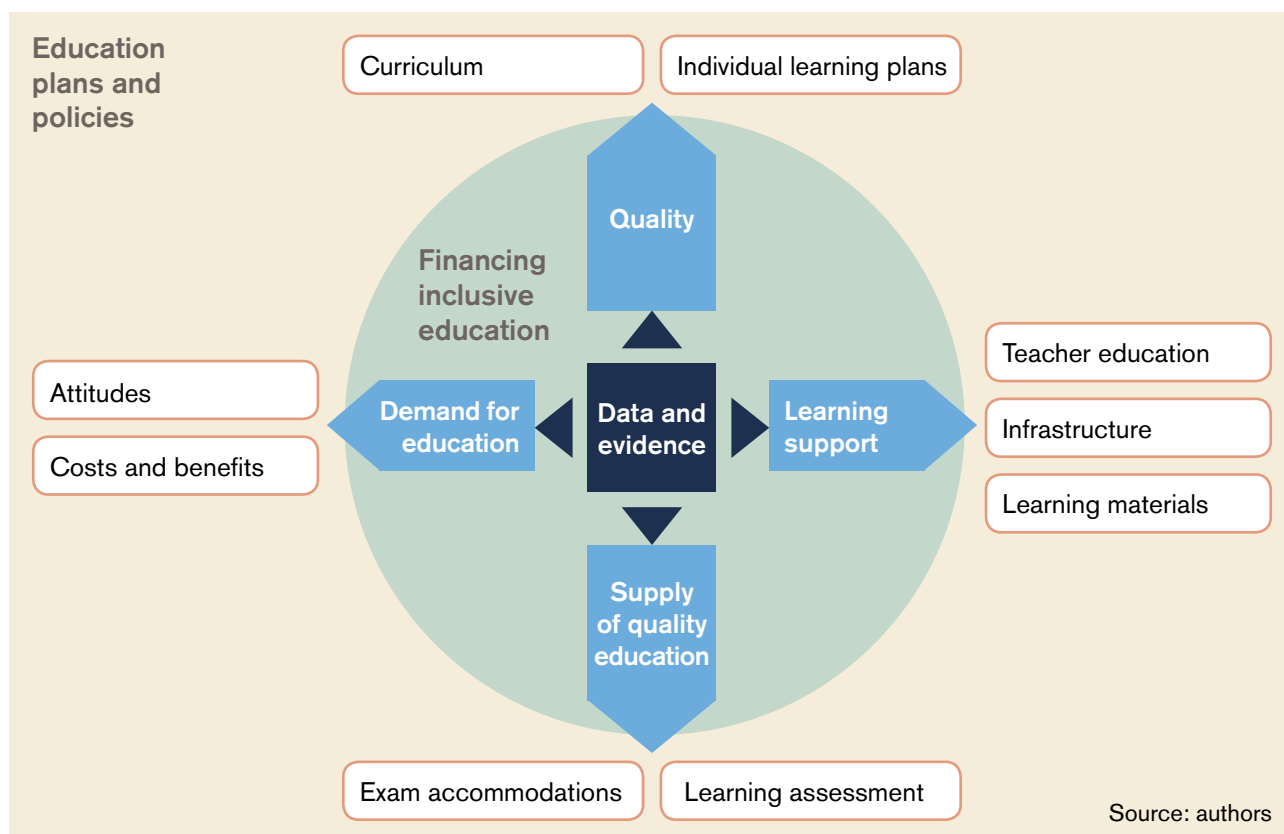 Education
plans and
policies
Curriculum
Individual learning plans
Quality
Financing
inclusive
education
Attitudes
Costs and benefits
Demand for
education
Data and
evidence
Learning
support
Teacher education
Infrastructure
Learning materials
Supply
of quality
education
Exam accommodations
Learning assessment
Source: authors